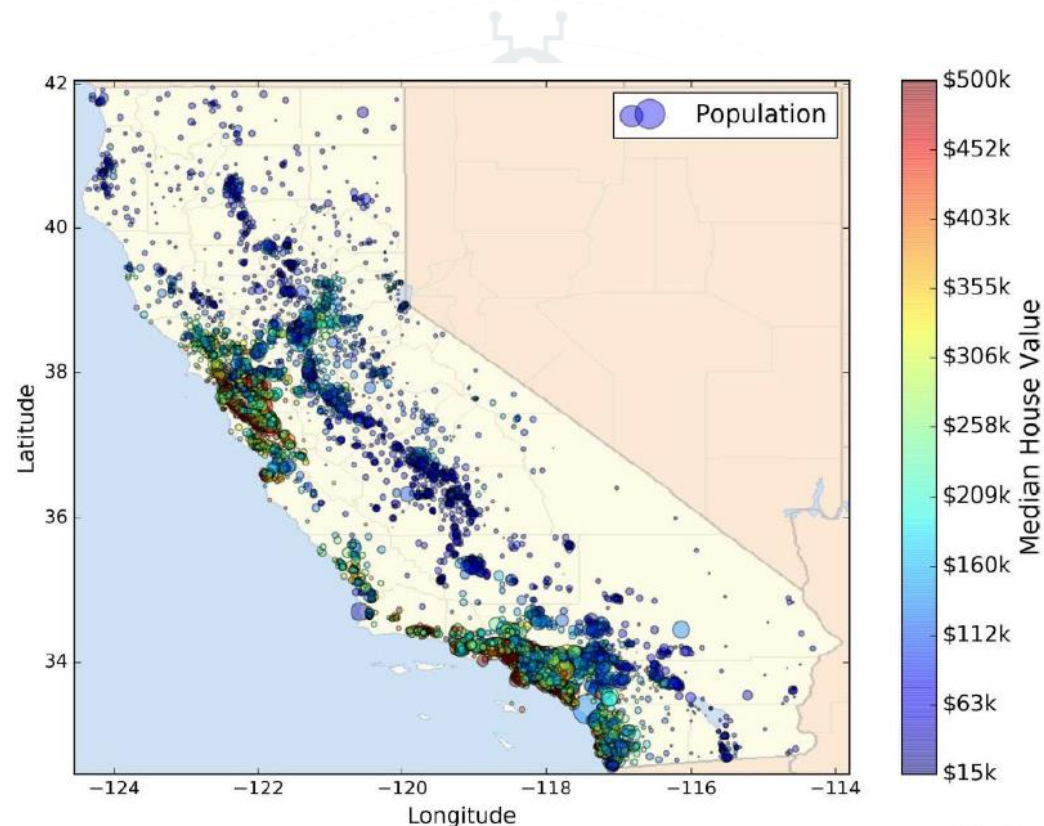 42
40
38
36
34
Latitude
−124
−122
−120
−118
−116
−114
Longitude
Population
$500k
$452k
$403k
$355k
$306k
$258k
$209k
$160k
$112k
$63k
$15k
Median House Value